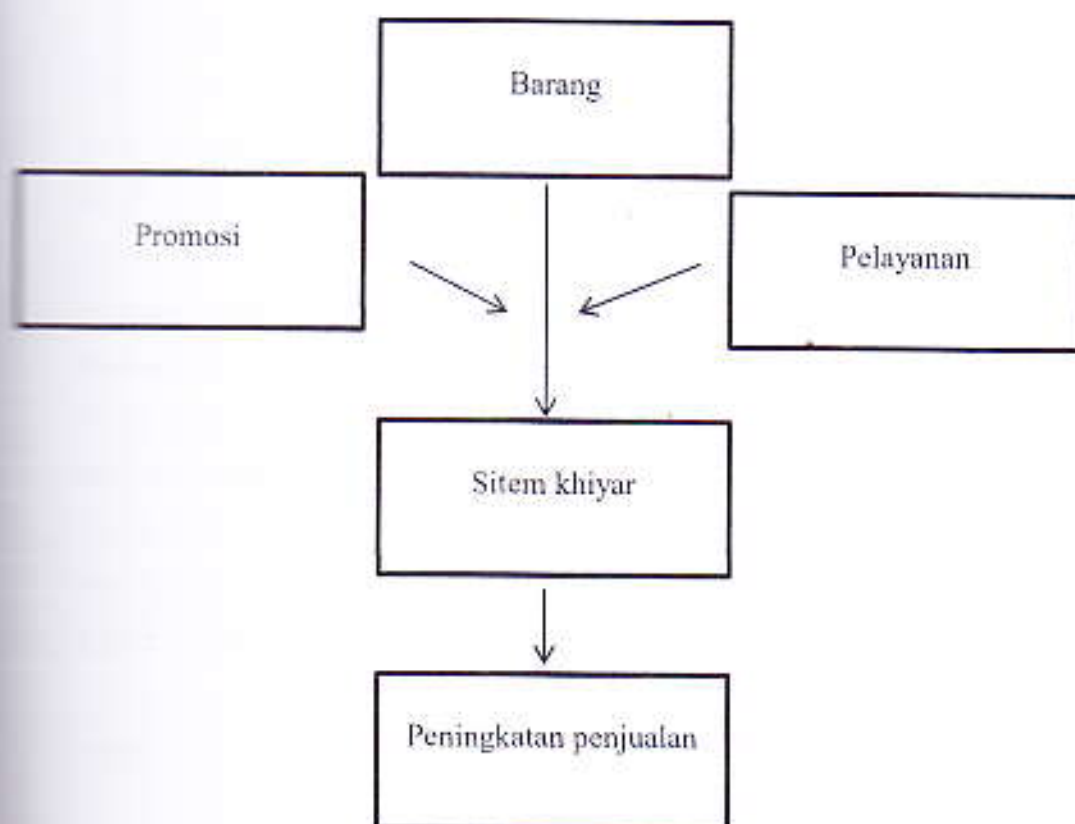 Barang
Promosi
Pelayanan
Sitem khiyar
Peningkatan penjualan